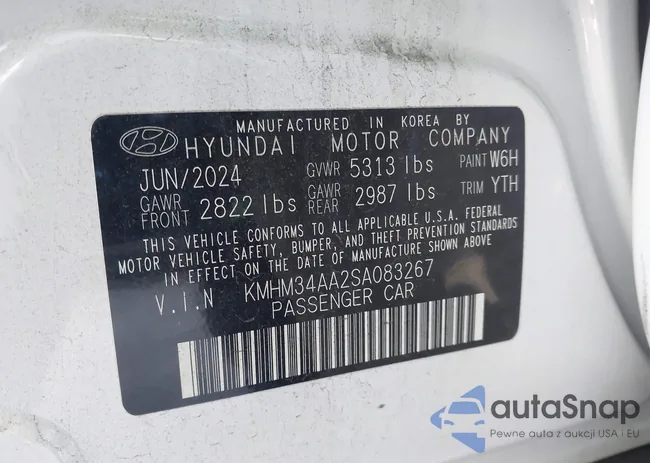 MANUFACTURED IN KOREA BY
HYUNDAI MOTOR COMPANY
JUN/2024 GVWR 5313 lbs PAINT W6H
GAWR FRONT 2822 lbs GAWR REAR 2987 lbs TRIM YTH
THIS VEHICLE CONFORMS TO ALL APPLICABLE U.S.A. FEDERAL
MOTOR VEHICLE SAFETY, BUMPER, AND THEFT PREVENTION STANDARDS
IN EFFECT ON THE DATE OF MANUFACTURE SHOWN ABOVE
V.I.N KMHM34AA2SA083267
PASSENGER CAR
autoSnap
Pewne auta z aukcji USA i EU